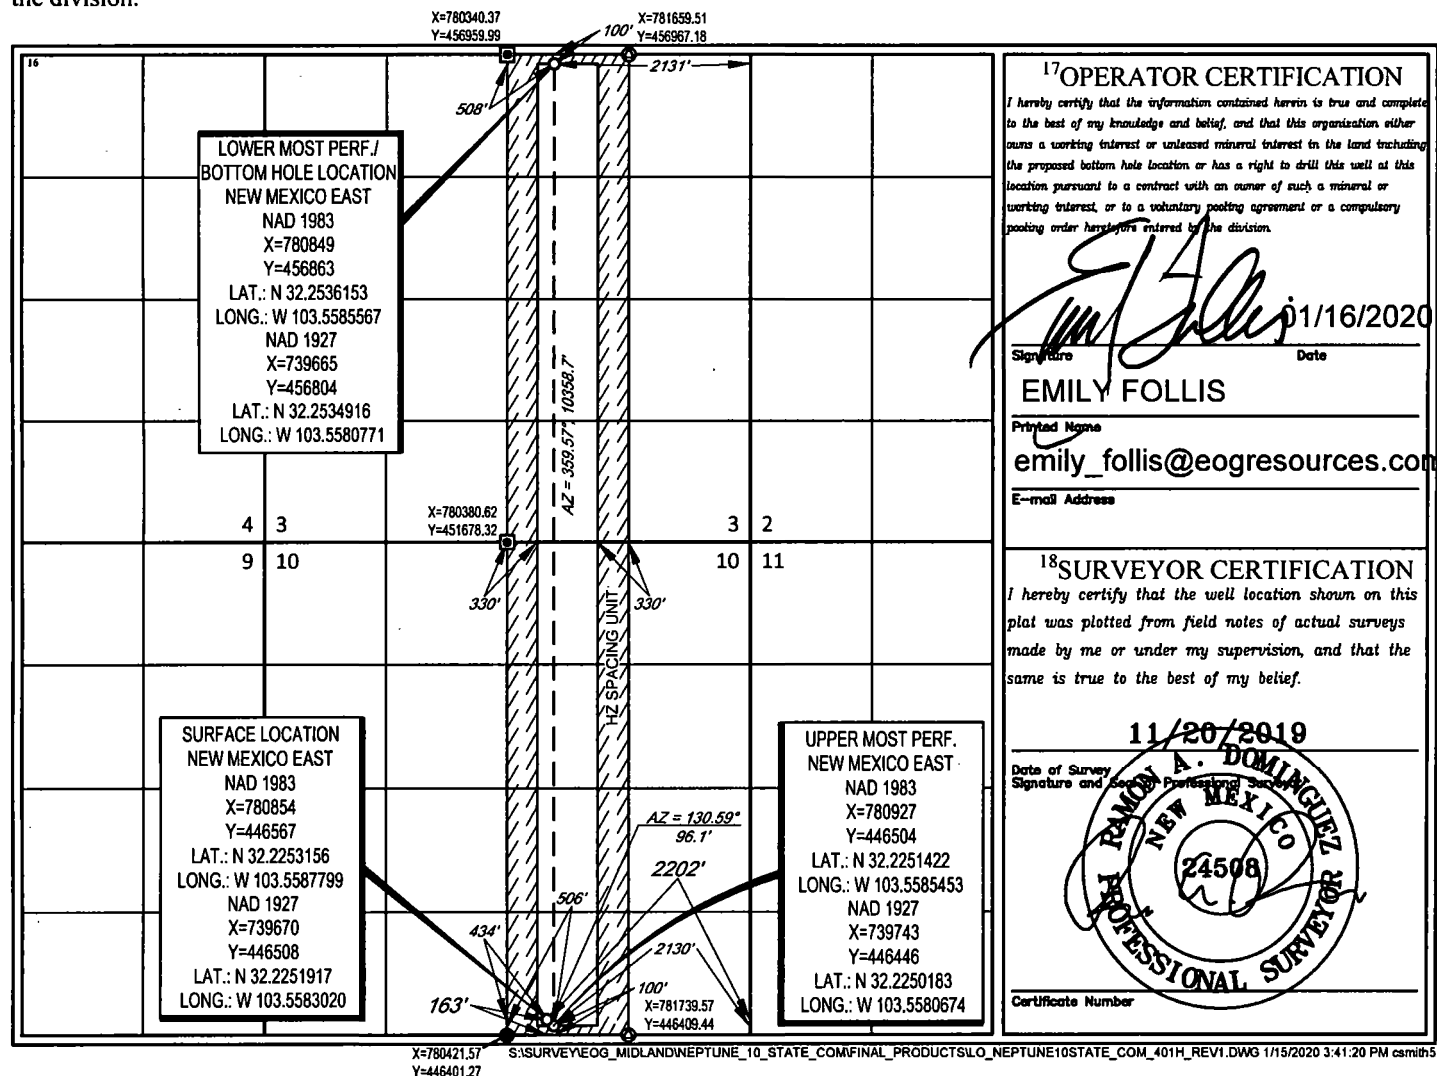 the division.
X=780340.37
Y=456959.99
X=781659.51
Y=456967.18
100'
2131'
508'
16
LOWER MOST PERF./
BOTTOM HOLE LOCATION
NEW MEXICO EAST
NAD 1983
X=780849
Y=456863
LAT.: N 32.2536153
LONG.: W 103.5585567
NAD 1927
X=739665
Y=456804
LAT.: N 32.2534916
LONG.: W 103.5580771
AZ = 359.57° 10358.7'
X=780380.62
Y=451678.32
4 3
9 10
3 2
10 11
330'
330'
HZ SPACING UNIT
SURFACE LOCATION
NEW MEXICO EAST
NAD 1983
X=780854
Y=446567
LAT.: N 32.2253156
LONG.: W 103.5587799
NAD 1927
X=739670
Y=446508
LAT.: N 32.2251917
LONG.: W 103.5583020
UPPER MOST PERF.
NEW MEXICO EAST
NAD 1983
X=780927
Y=446504
LAT.: N 32.2251422
LONG.: W 103.5585453
NAD 1927
X=739743
Y=446446
LAT.: N 32.2250183
LONG.: W 103.5580674
AZ = 130.59°
96.1'
2202'
506'
434'
2130'
100'
163'
X=781739.57
Y=446409.44
X=780421.57
Y=446401.27
17 OPERATOR CERTIFICATION
I hereby certify that the information contained herein is true and complete
to the best of my knowledge and belief, and that this organization either
owns a working interest or unleased mineral interest in the land including
the proposed bottom hole location or has a right to drill this well at this
location pursuant to a contract with an owner of such a mineral or
working interest, or to a voluntary pooling agreement or a compulsory
pooling order heretofore entered by the division.
01/16/2020
Signature Date
EMILY FOLLIS
Printed Name
emily_follis@eogresources.com
E-mail Address
18 SURVEYOR CERTIFICATION
I hereby certify that the well location shown on this
plat was plotted from field notes of actual surveys
made by me or under my supervision, and that the
same is true to the best of my belief.
11/20/2019
Date of Survey
Signature and Seal of Professional Surveyor
RAMON A. DOMINGUEZ
NEW MEXICO
24508
PROFESSIONAL SURVEYOR
Certificate Number
S:\SURVEY\EOG_MIDLAND\NEPTUNE_10_STATE_COM\FINAL_PRODUCTS\LO_NEPTUNE10STATE_COM_401H_REV1.DWG 1/15/2020 3:41:20 PM csmith5